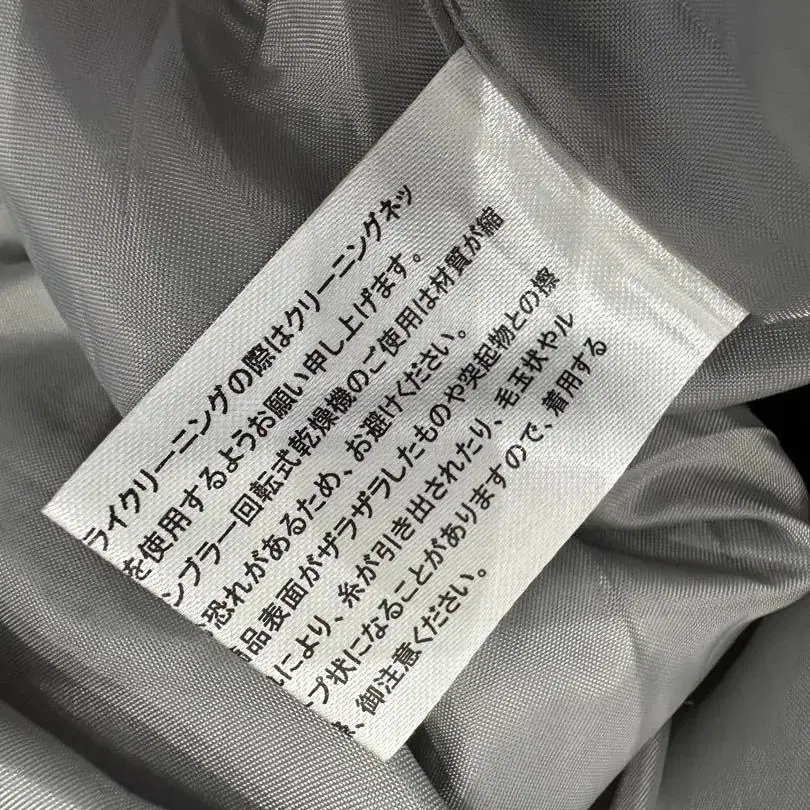 ライクリーニングの際はクリーニングネッ
を使用するようお願い申し上げます。
ンブラー回転式乾燥機のご使用は材質が縮
恐れがあるため、お避けください。
品表面がザラザラしたものや突起物との擦
により、糸が引き出されたり、毛玉状やル
プ状になることがありますので、着用する
、御注意ください。